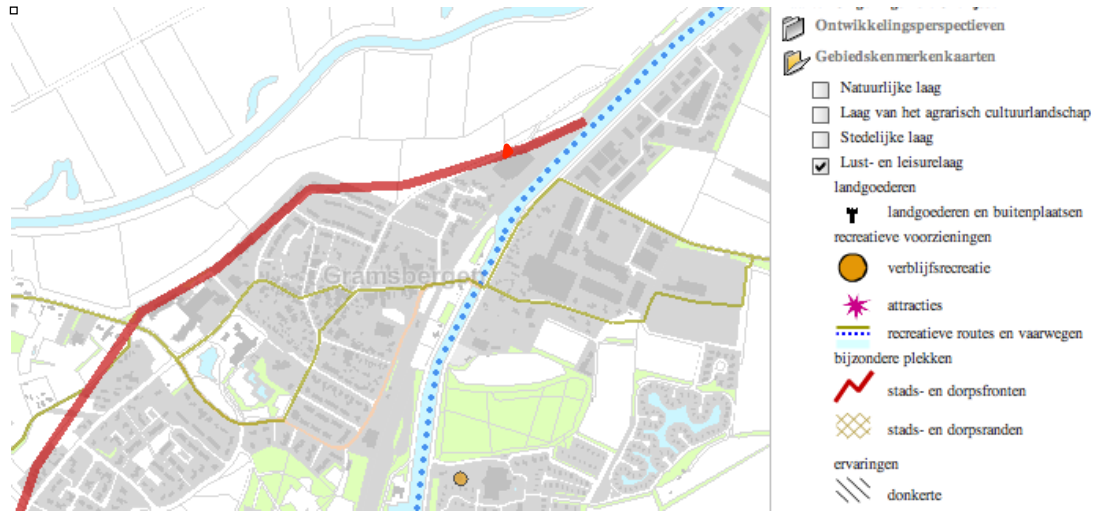 Gramsbergen
Ontwikkelingsperspectieven
Gebiedskenmerkenkaarten
Natuurlijke laag
Laag van het agrarisch cultuurlandschap
Stedelijke laag
Lust- en leisurelaag
landgoederen
landgoederen en buitenplaatsen
recreatieve voorzieningen
verblijfsrecreatie
attracties
recreatieve routes en vaarwegen
bijzondere plekken
stads- en dorpsfronten
stads- en dorpsranden
ervaringen
donkerte